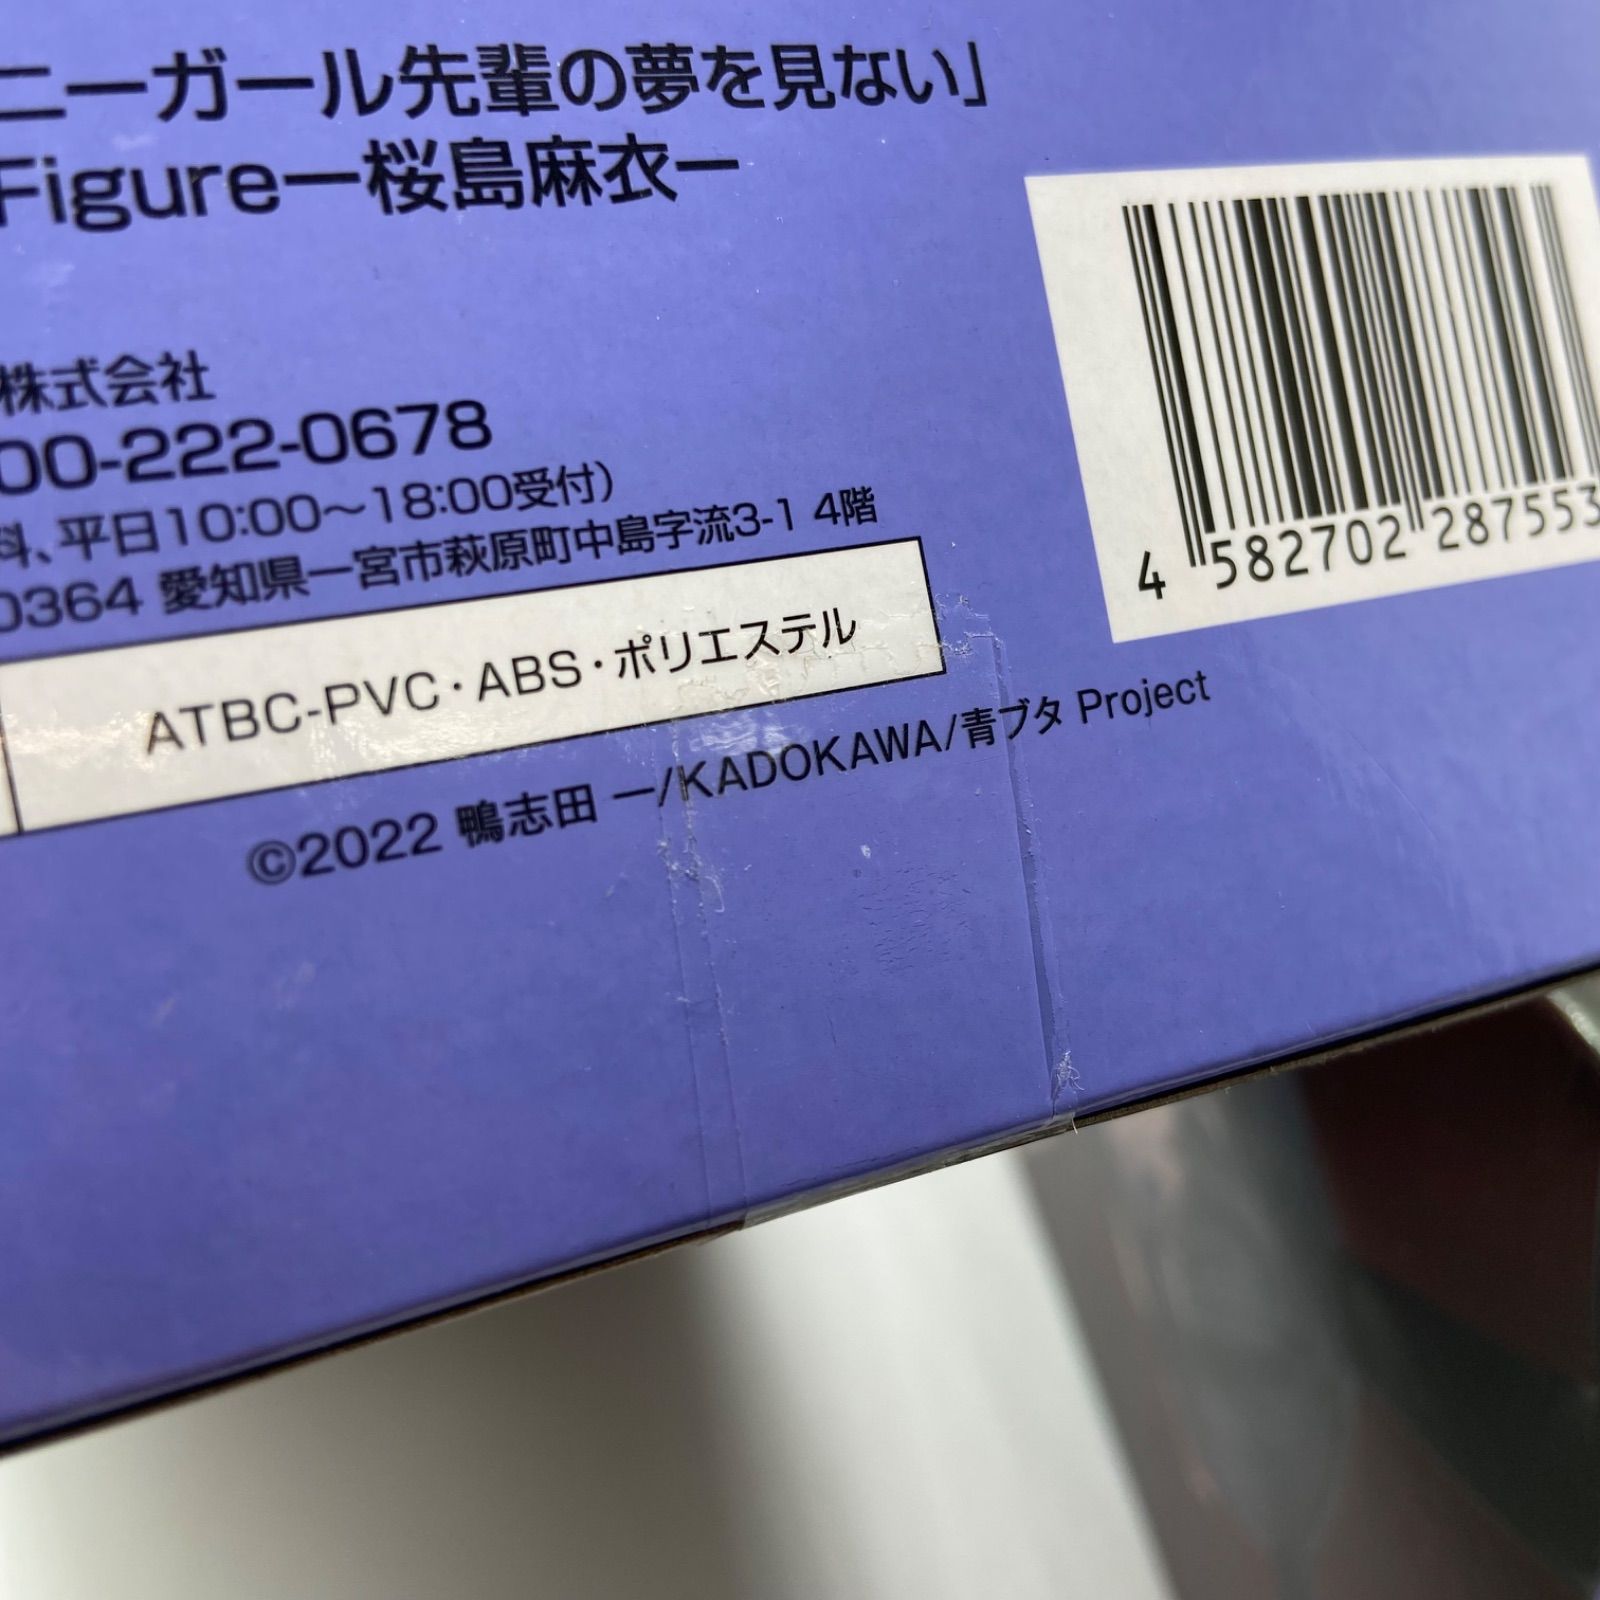 ニーガール先輩の夢を見ない」
Figureー桜島麻衣ー
株式会社
00-222-0678
料、平日10:00〜18:00受付)
0364 愛知県一宮市萩原町中島字流3-1 4階
ATBC-PVC・ABS・ポリエステル
©2022 鴨志田 一/KADOKAWA/青ブタ Project
4 582702 287553